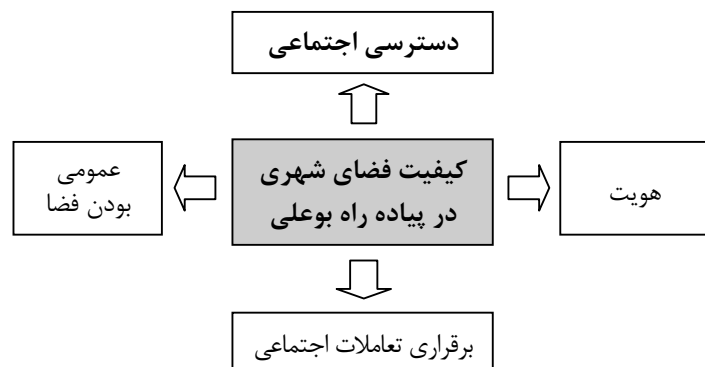 دسترسی اجتماعی
کیفیت فضای شهری
در پیاده راه بوعلی
هویت
عمومی
بودن فضا
برقراری تعاملات اجتماعی